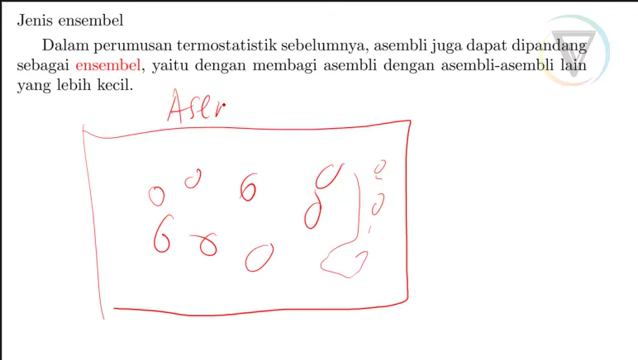 Jenis ensembel
Dalam perumusan termostatistik sebelumnya, asembli juga dapat dipandang
sebagai ensembel, yaitu dengan membagi asembli dengan asembli-asembli lain
yang lebih kecil.
Aser